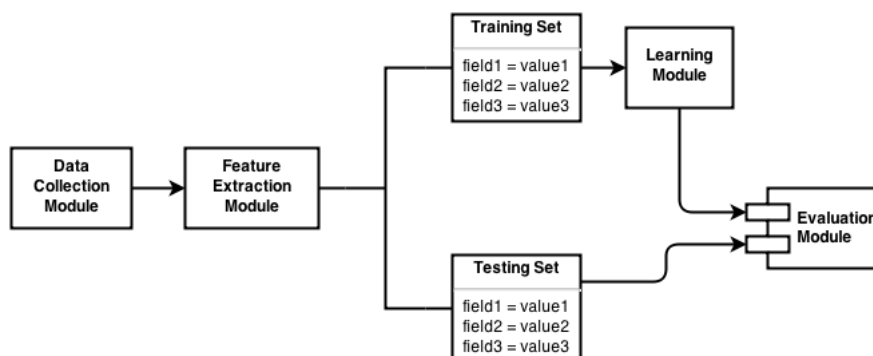 Training Set
field1 = value1
field2 = value2
field3 = value3
Learning
Module
Data
Collection
Module
Feature
Extraction
Module
Evaluation
Module
Testing Set
field1 = value1
field2 = value2
field3 = value3